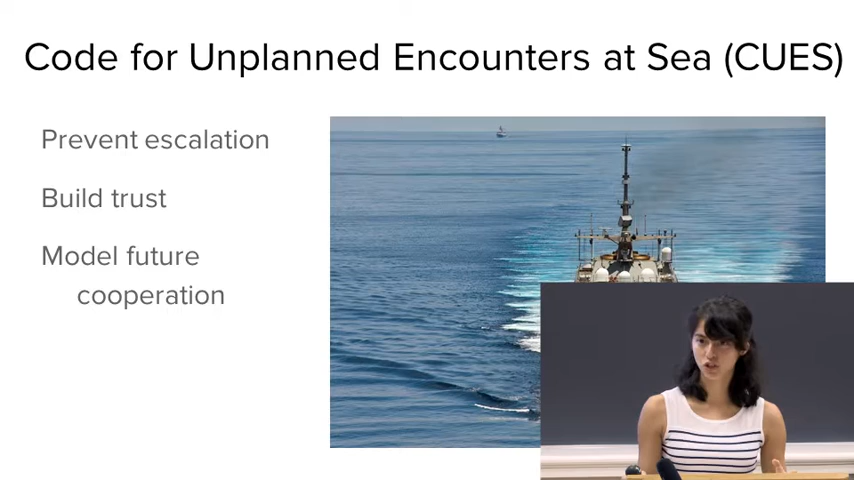 Code for Unplanned Encounters at Sea (CUES)
Prevent escalation
Build trust
Model future
cooperation